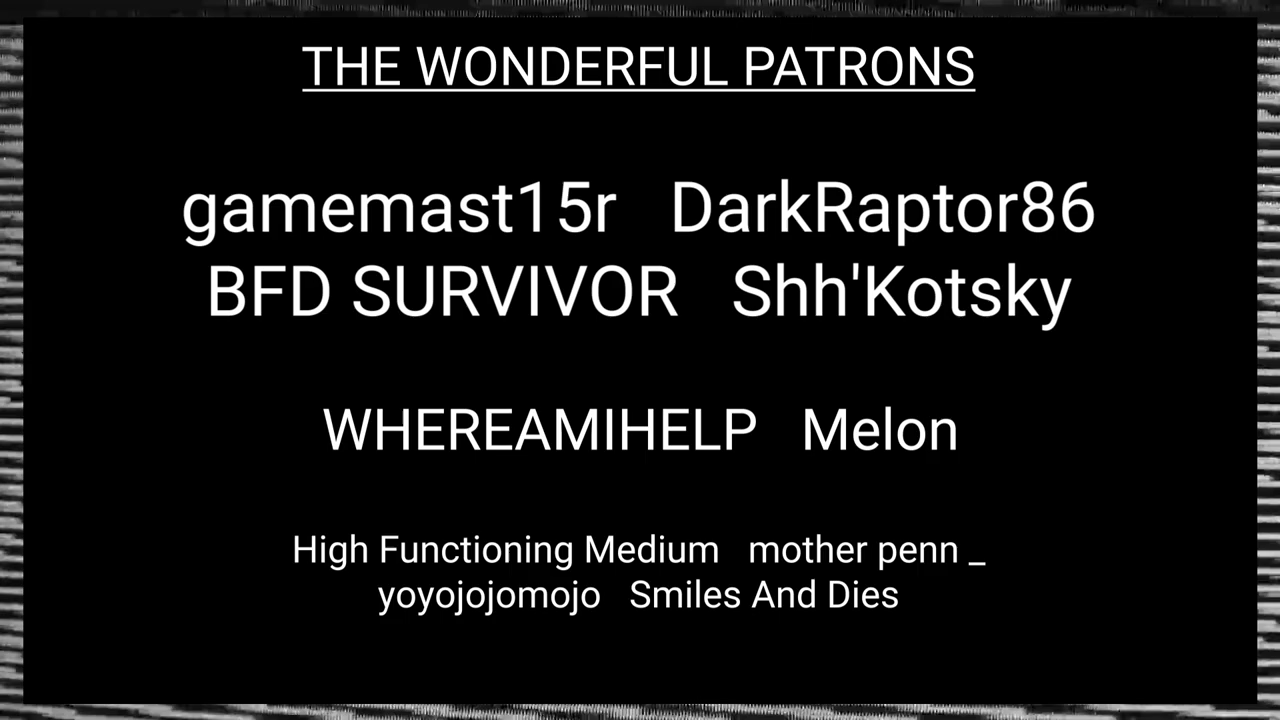 THE WONDERFUL PATRONS
gamemast15r DarkRaptor86
BFD SURVIVOR Shh'Kotsky
WHEREAMIHELP Melon
High Functioning Medium mother penn _
yoyojojomojo Smiles And Dies